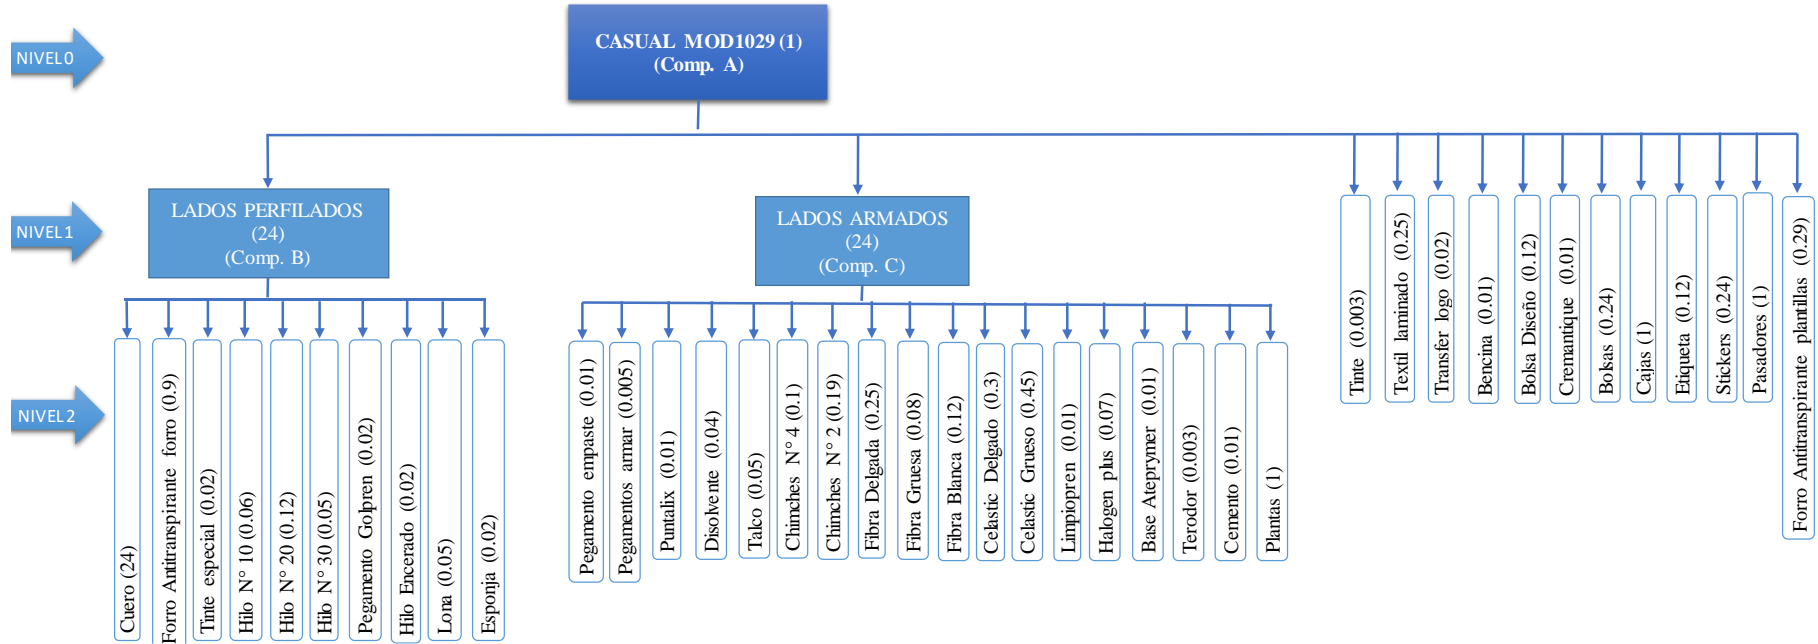 NIVEL0
CASUAL MOD1029 (1)
(Comp. A)
NIVEL1
LADOS PERFILADOS
(24)
(Comp. B)
LADOS ARMADOS
(24)
(Comp. C)
Tinte (0.003)
Textil laminado (0.25)
Transfer logo (0.02)
Bencina (0.01)
Bolsa Diseño (0.12)
Cremantique (0.01)
Bolsas (0.24)
Cajas (1)
Etiqueta (0.12)
Stickers (0.24)
Pasadores (1)
Forro Antitranspirante plantillas (0.29)
NIVEL2
Cuero (24)
Forro Antitranspirante forro (0.9)
Tinte especial (0.02)
Hilo N° 10 (0.06)
Hilo N° 20 (0.12)
Hilo N° 30 (0.05)
Pegamento Golpren (0.02)
Hilo Encerado (0.02)
Lona (0.05)
Esponja (0.02)
Pegamento empaste (0.01)
Pegamentos armar (0.005)
Puntalix (0.01)
Disolvente (0.04)
Talco (0.05)
Chinches N° 4 (0.1)
Chinches N° 2 (0.19)
Fibra Delgada (0.25)
Fibra Gruesa (0.08)
Fibra Blanca (0.12)
Celastic Delgado (0.3)
Celastic Grueso (0.45)
Limpiopren (0.01)
Halogen plus (0.07)
Base Ateprymer (0.01)
Terodor (0.003)
Cemento (0.01)
Plantas (1)